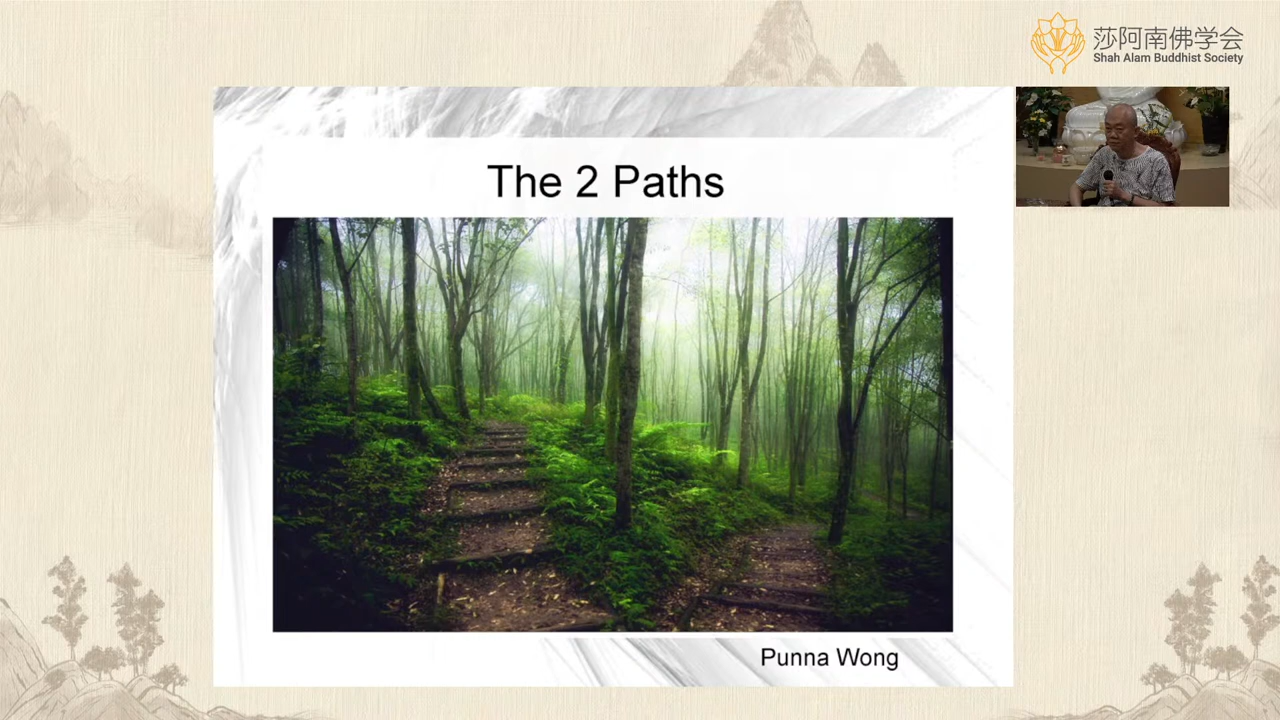 莎阿南佛学会
Shah Alam Buddhist Society
The 2 Paths
Punna Wong